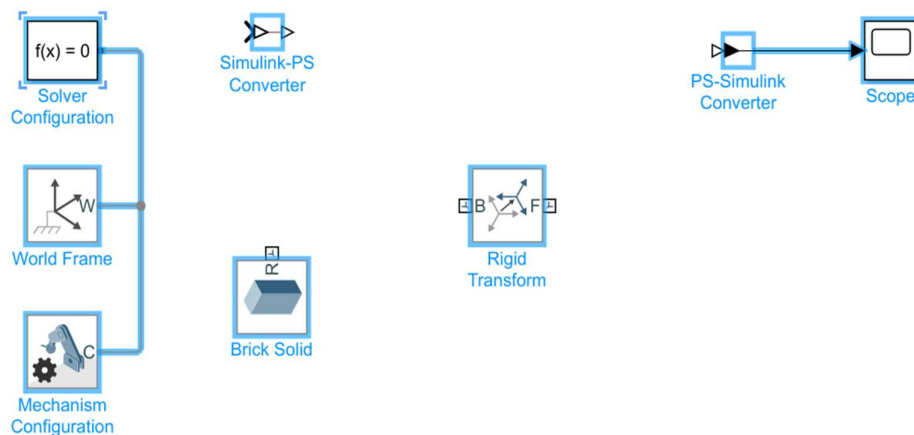 f(x) = 0
Solver
Configuration
Simulink-PS
Converter
PS-Simulink
Converter
Scope
W
World Frame
B
F
Rigid
Transform
R
Brick Solid
C
Mechanism
Configuration